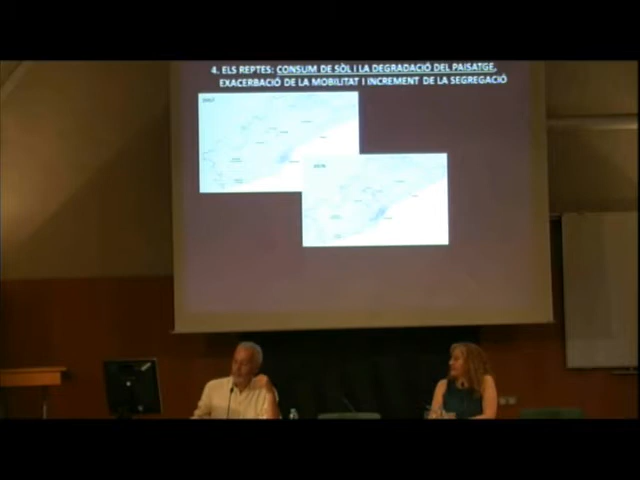 4. ELS REPTES: CONSUM DE SÒL I LA DEGRADACIÓ DEL PAISATGE,
EXACERBACIÓ DE LA MOBILITAT I INCREMENT DE LA SEGREGACIÓ